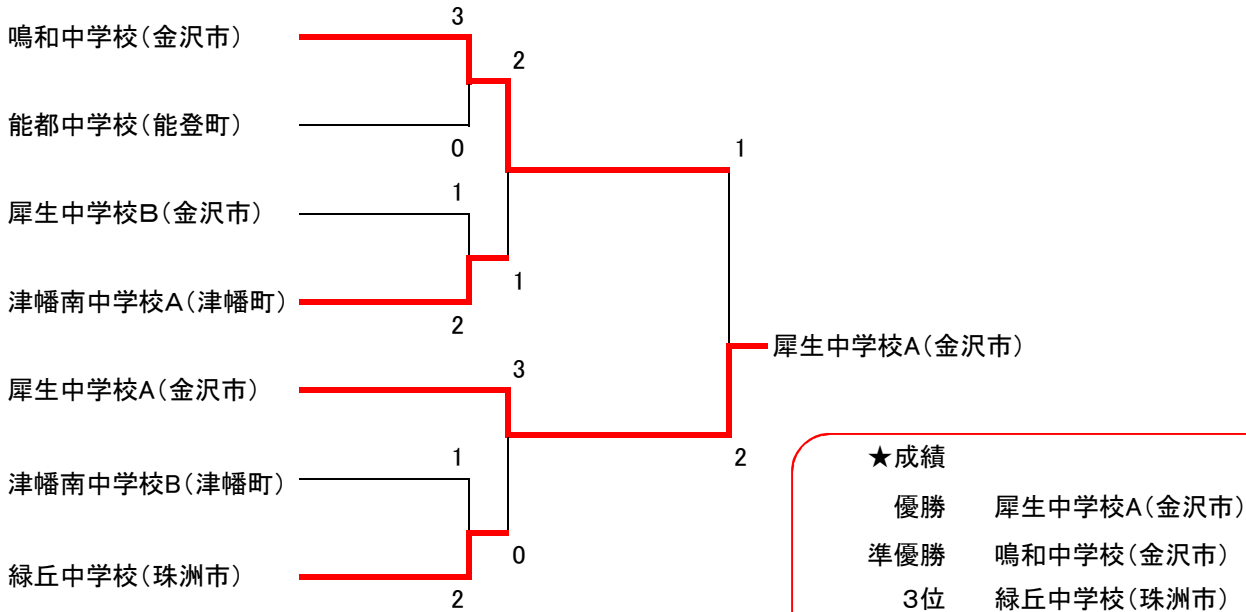 3
鳴和中学校(金沢市)
2
能都中学校(能登町)
0
1
1
犀生中学校B(金沢市)
1
津幡南中学校A(津幡町)
2
犀生中学校A(金沢市)
3
犀生中学校A(金沢市)
1
2
津幡南中学校B(津幡町)
0
緑丘中学校(珠洲市)
2
★成績
優勝 犀生中学校A(金沢市)
準優勝 鳴和中学校(金沢市)
3位 緑丘中学校(珠洲市)